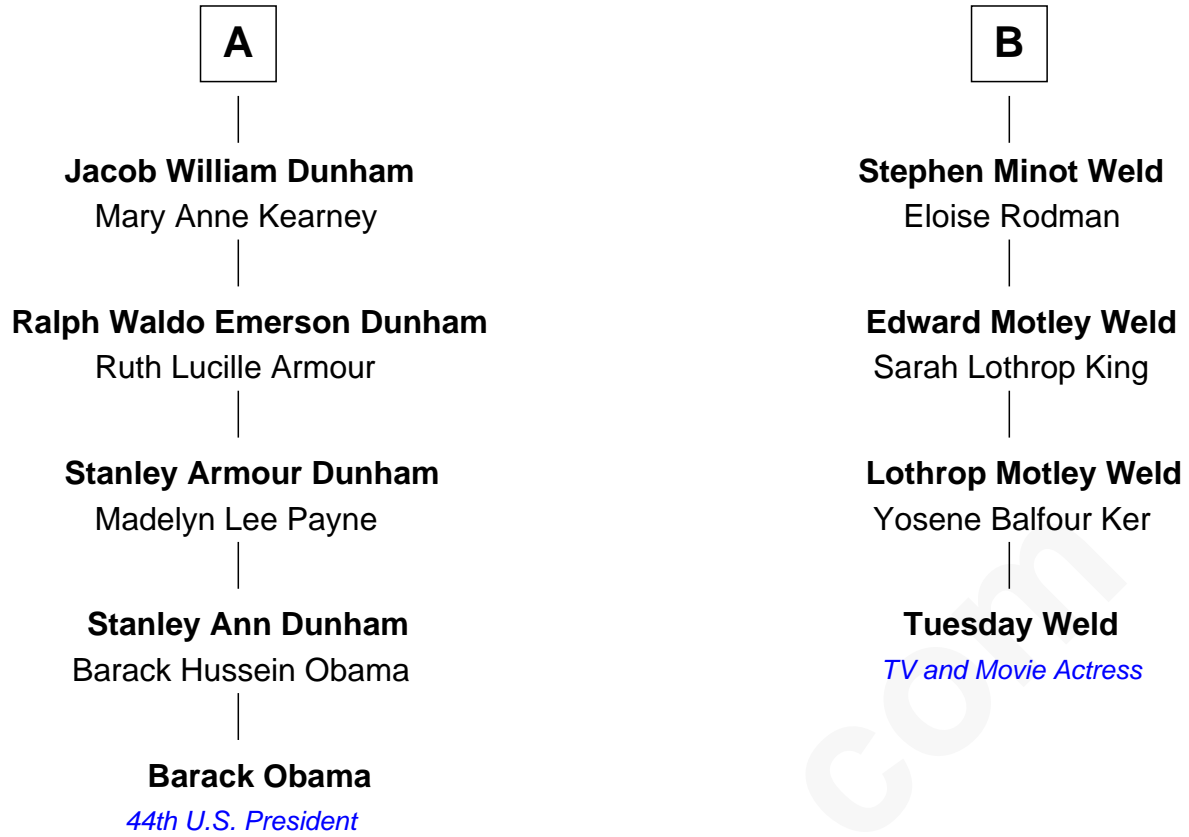 A
Jacob William Dunham
Mary Anne Kearney
Ralph Waldo Emerson Dunham
Ruth Lucille Armour
Stanley Armour Dunham
Madelyn Lee Payne
Stanley Ann Dunham
Barack Hussein Obama
Barack Obama
44th U.S. President
B
Stephen Minot Weld
Eloise Rodman
Edward Motley Weld
Sarah Lothrop King
Lothrop Motley Weld
Yosene Balfour Ker
Tuesday Weld
TV and Movie Actress
com